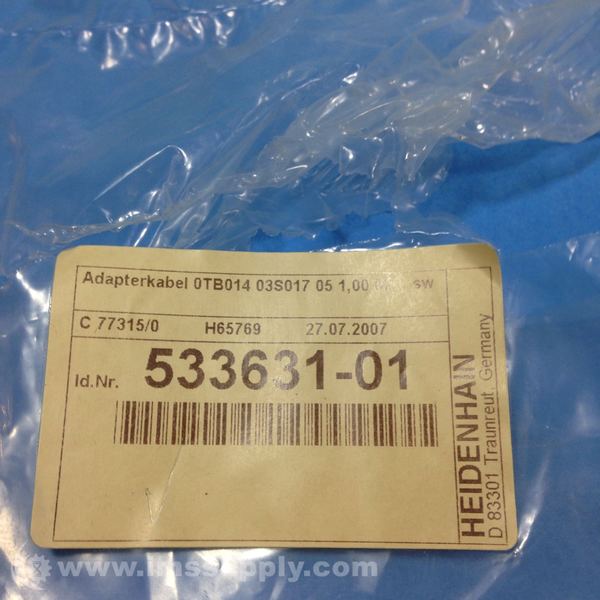 Adapterkabel 0TB014 03S017 05 1,00 sw
C 77315/0 H65769 27.07.2007
Id.Nr. 533631-01
HEIDENHAIN
D 83301 Traunreut, Germany
www.imssupply.com